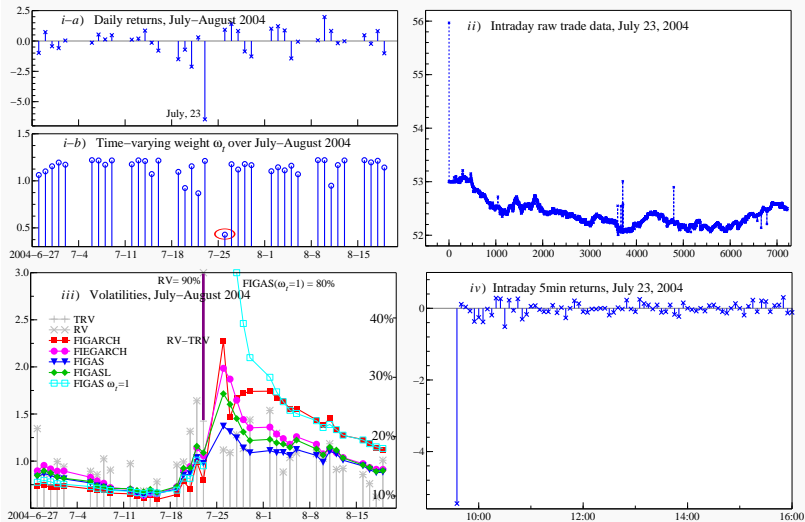 i–a) Daily returns, July–August 2004
2.5
0.0
−2.5
−5.0
July, 23
i–b) Time–varying weight ωt over July–August 2004
1.5
1.0
0.5
2004–6–27 7–4 7–11 7–18 7–25 8–1 8–8 8–15
ii) Intraday raw trade data, July 23, 2004
56
55
54
53
52
0 1000 2000 3000 4000 5000 6000 7000
iii) Volatilities, July–August 2004
RV= 90%
FIGAS(ωt=1) = 80%
RV–TRV
TRV
RV
FIGARCH
FIEGARCH
FIGAS
FIGASL
FIGAS ωt=1
3.0
2.5
2.0
1.5
1.0
40%
30%
20%
10%
2004–6–27 7–4 7–11 7–18 7–25 8–1 8–8 8–15
iv) Intraday 5min returns, July 23, 2004
0
−2
−4
10:00 12:00 14:00 16:00